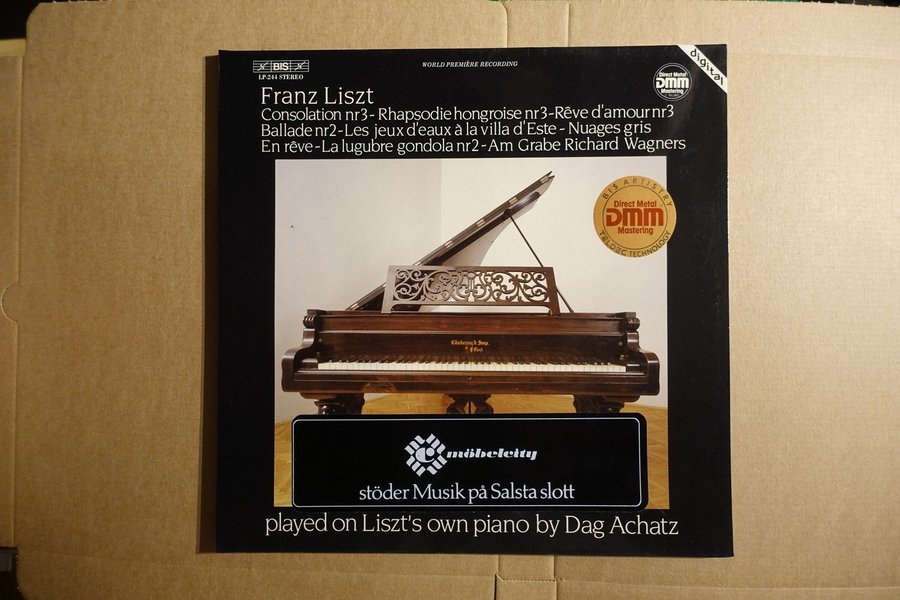 BIS
LP-244 STEREO
WORLD PREMIÈRE RECORDING
Direct Metal
DMM
Mastering
digital
Franz Liszt
Consolation nr3-Rhapsodie hongroise nr3-Rêve d'amour nr3
Ballade nr2-Les jeux d'eaux à la villa d'Este-Nuages gris
En rêve-La lugubre gondola nr2-Am Grabe Richard Wagners
BIS ARTISTRY
Direct Metal
DMM
Mastering
TELDEC TECHNOLOGY
Chickering & Sons
möbelcity
stöder Musik på Salsta slott
played on Liszt's own piano by Dag Achatz